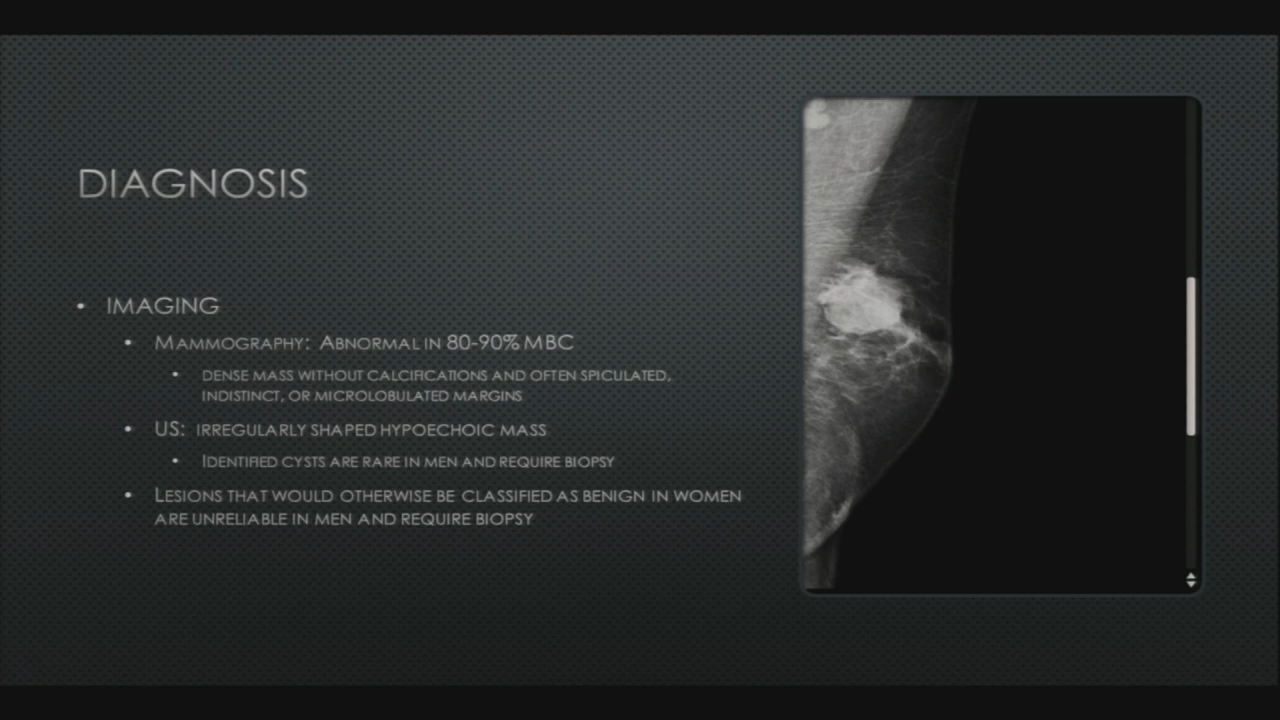 DIAGNOSIS
• IMAGING
• MAMMOGRAPHY: ABNORMAL IN 80-90% MBC
• DENSE MASS WITHOUT CALCIFICATIONS AND OFTEN SPICULATED,
INDISTINCT, OR MICROLOBULATED MARGINS
• US: IRREGULARLY SHAPED HYPOECHOIC MASS
• IDENTIFIED CYSTS ARE RARE IN MEN AND REQUIRE BIOPSY
• LESIONS THAT WOULD OTHERWISE BE CLASSIFIED AS BENIGN IN WOMEN
ARE UNRELIABLE IN MEN AND REQUIRE BIOPSY